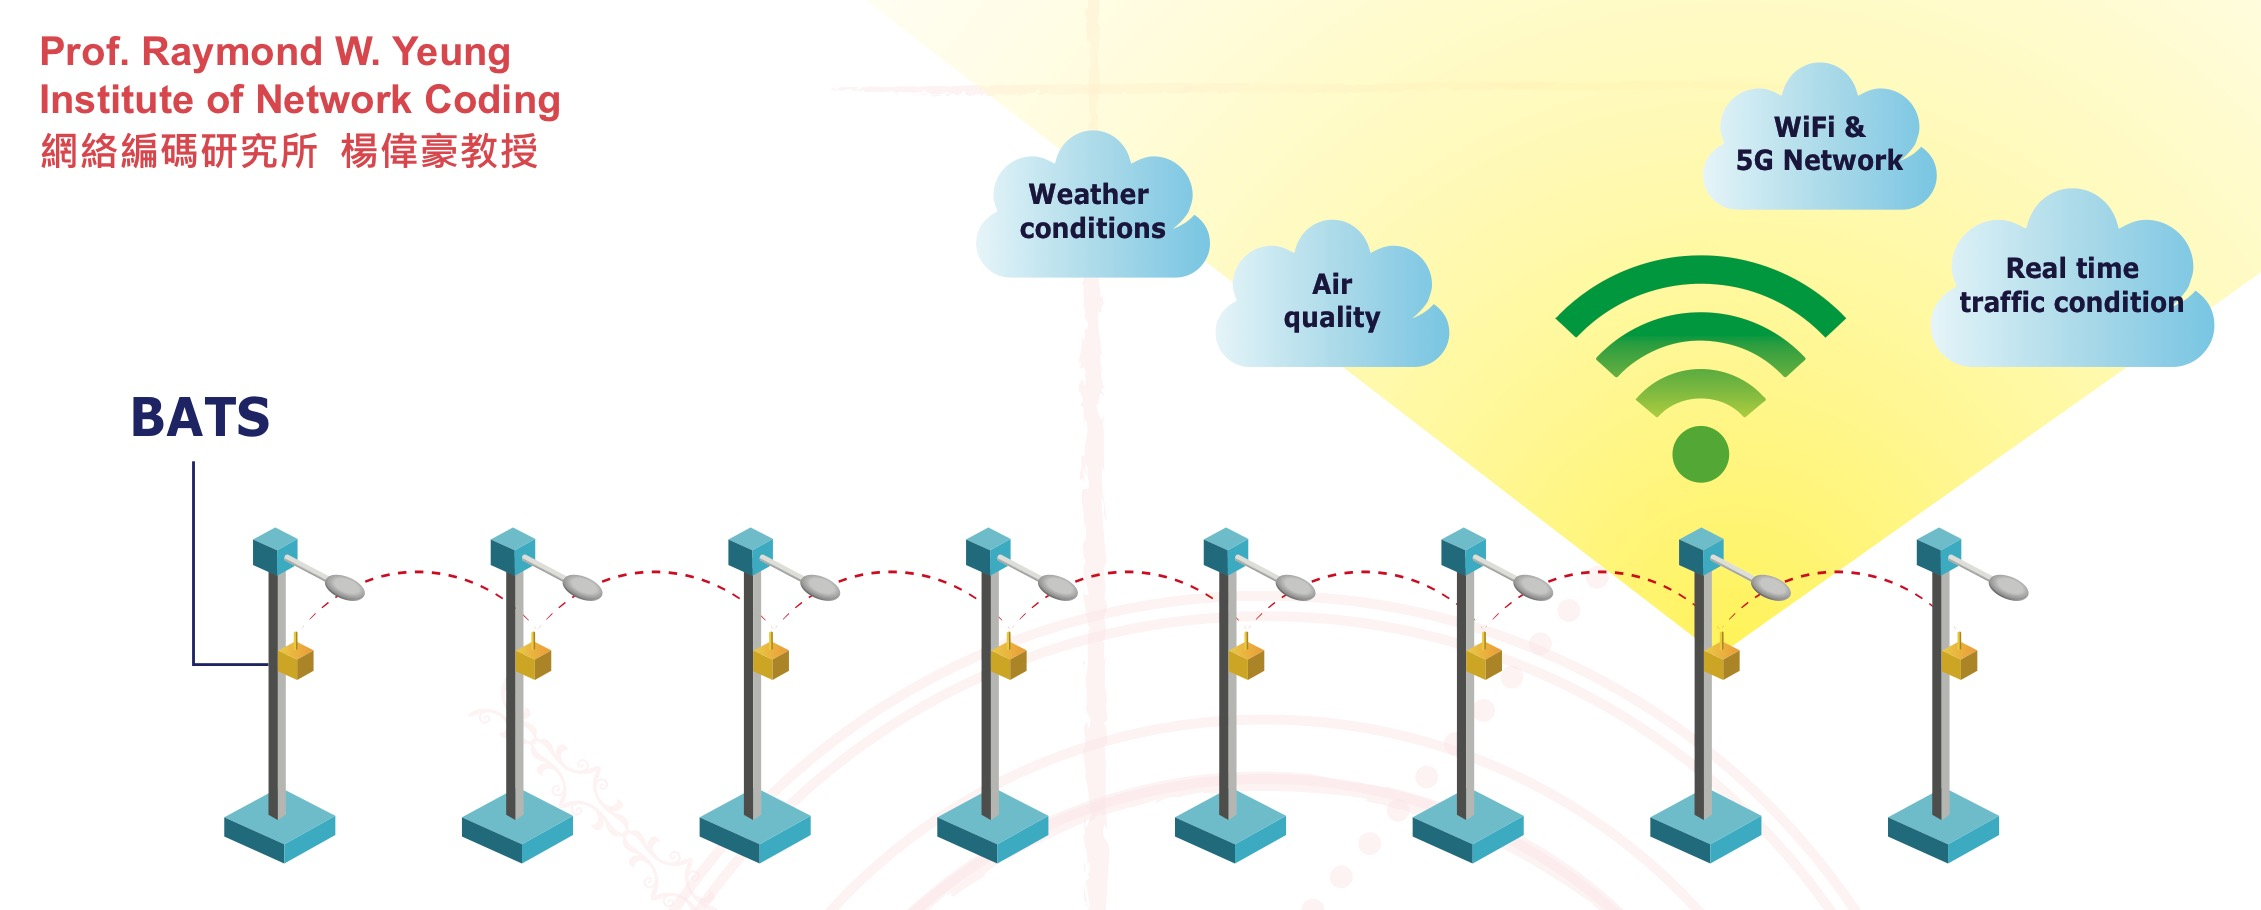 Prof. Raymond W. Yeung
Institute of Network Coding
網絡編碼研究所 楊偉豪教授
WiFi &
5G Network
Weather
conditions
Air
quality
Real time
traffic condition
BATS